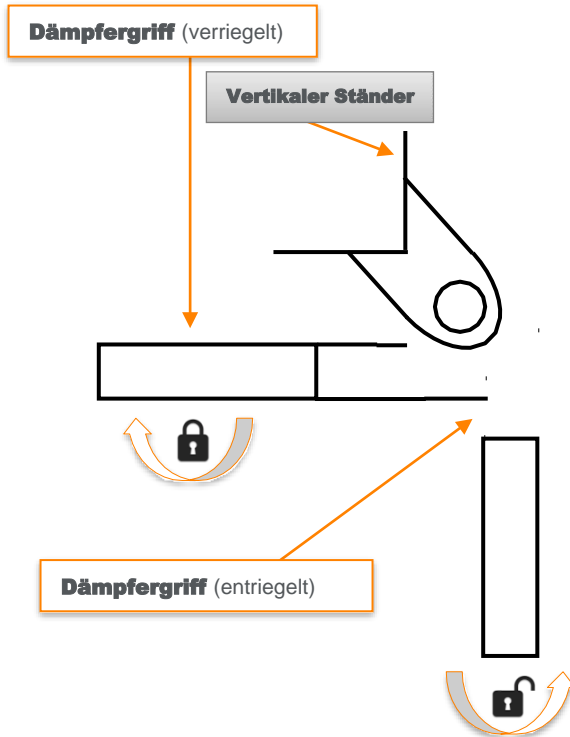 Dämpfergriff (verriegelt)
Vertikaler Ständer
Dämpfergriff (entriegelt)